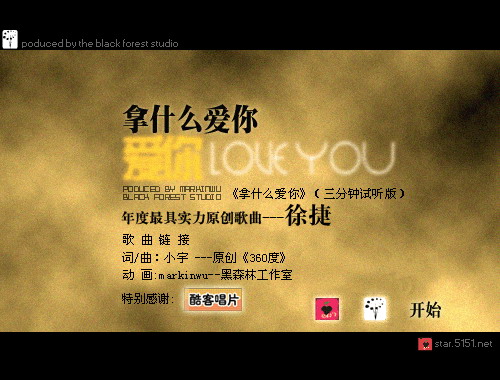 poduced by the black forest studio
拿什么爱你
爱你 LOVE YOU
PODUCED BY MARKINWU
BLACK FOREST STUDIO
《拿什么爱你》（三分钟试听版）
年度最具实力原创歌曲---徐捷
歌 曲 链 接
词/曲：小宇 ---原创《360度》
动 画:markinwu--黑森林工作室
特别感谢: 酷客唱片
开始
star.5151.net